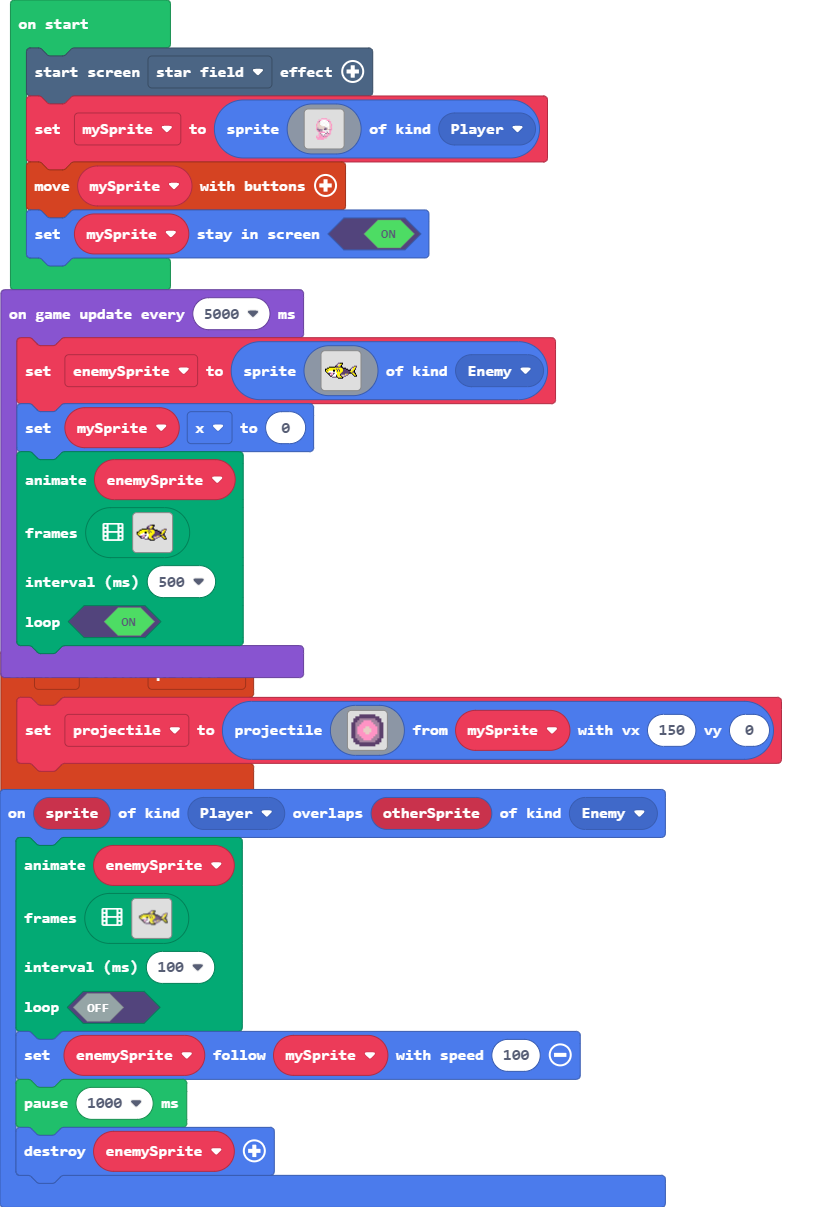 on start
start screen star field effect
set mySprite to sprite of kind Player
move mySprite with buttons
set mySprite stay in screen ON
on game update every 5000 ms
set enemySprite to sprite of kind Enemy
set mySprite x to 0
animate enemySprite
frames
interval (ms) 500
loop ON
set projectile to projectile from mySprite with vx 150 vy 0
on sprite of kind Player overlaps otherSprite of kind Enemy
animate enemySprite
frames
interval (ms) 100
loop OFF
set enemySprite follow mySprite with speed 100
pause 1000 ms
destroy enemySprite